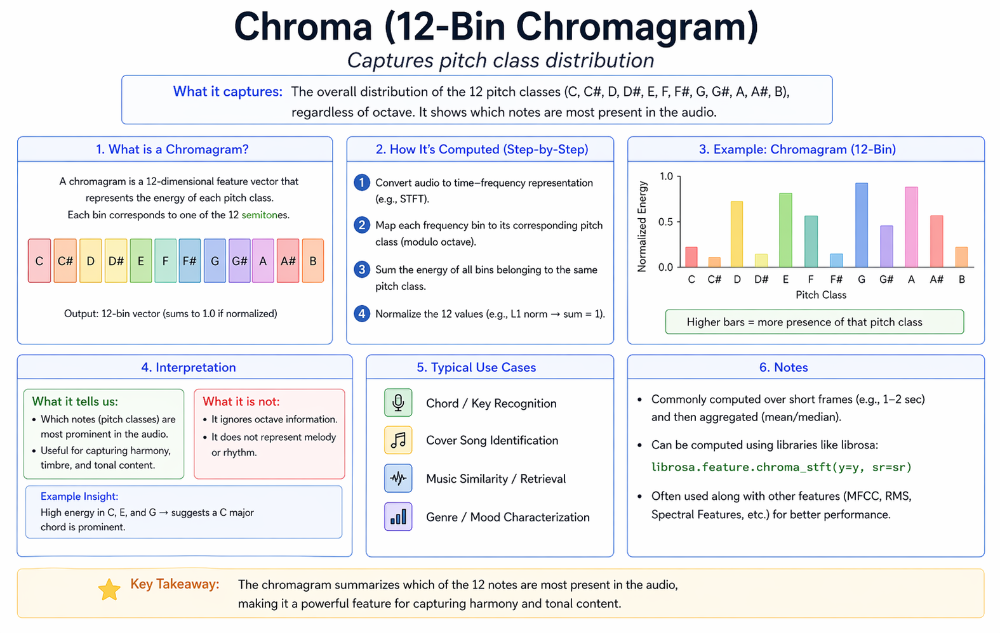 Chroma (12-Bin Chromagram)
Captures pitch class distribution
What it captures: The overall distribution of the 12 pitch classes (C, C#, D, D#, E, F, F#, G, G#, A, A#, B),
regardless of octave. It shows which notes are most present in the audio.
1. What is a Chromagram?
A chromagram is a 12-dimensional feature vector that
represents the energy of each pitch class.
Each bin corresponds to one of the 12 semitones.
C C# D D# E F F# G G# A A# B
Output: 12-bin vector (sums to 1.0 if normalized)
2. How It's Computed (Step-by-Step)
1 Convert audio to time–frequency representation
(e.g., STFT).
2 Map each frequency bin to its corresponding pitch
class (modulo octave).
3 Sum the energy of all bins belonging to the same
pitch class.
4 Normalize the 12 values (e.g., L1 norm → sum = 1).
3. Example: Chromagram (12-Bin)
Normalized Energy
1.0
0.5
0.0
C C# D D# E F F# G G# A A# B
Pitch Class
Higher bars = more presence of that pitch class
4. Interpretation
What it tells us:
• Which notes (pitch classes) are
most prominent in the audio.
• Useful for capturing harmony,
timbre, and tonal content.
What it is not:
• It ignores octave information.
• It does not represent melody
or rhythm.
Example Insight:
High energy in C, E, and G → suggests a C major
chord is prominent.
5. Typical Use Cases
Chord / Key Recognition
Cover Song Identification
Music Similarity / Retrieval
Genre / Mood Characterization
6. Notes
• Commonly computed over short frames (e.g., 1–2 sec)
and then aggregated (mean/median).
• Can be computed using libraries like librosa:
librosa.feature.chroma_stft(y=y, sr=sr)
• Often used along with other features (MFCC, RMS,
Spectral Features, etc.) for better performance.
Key Takeaway: The chromagram summarizes which of the 12 notes are most present in the audio,
making it a powerful feature for capturing harmony and tonal content.